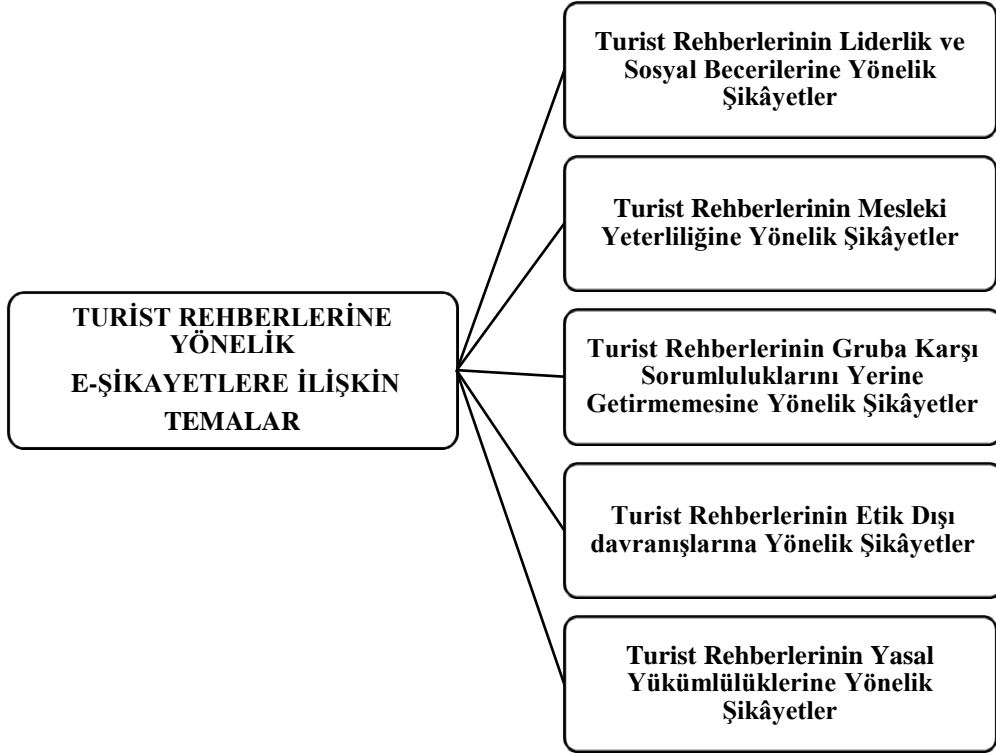 TURİST REHBERLERİNE
YÖNELİK
E-ŞİKAYETLERE İLİŞKİN
TEMALAR
Turist Rehberlerinin Liderlik ve
Sosyal Becerilerine Yönelik
Şikâyetler
Turist Rehberlerinin Mesleki
Yeterliliğine Yönelik Şikâyetler
Turist Rehberlerinin Gruba Karşı
Sorumluluklarını Yerine
Getirmemesine Yönelik Şikâyetler
Turist Rehberlerinin Etik Dışı
davranışlarına Yönelik Şikâyetler
Turist Rehberlerinin Yasal
Yükümlülüklerine Yönelik
Şikâyetler